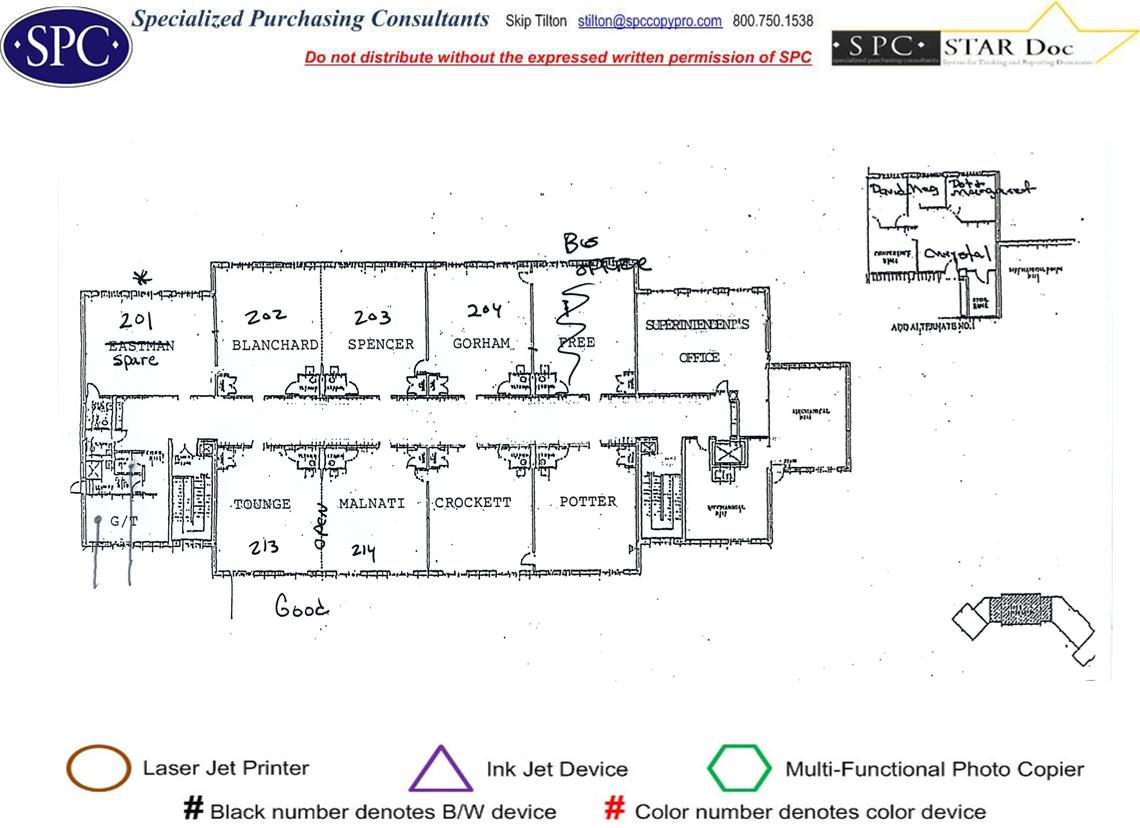 SPC
Specialized Purchasing Consultants Skip Tilton stilton@spccopypro.com 800.750.1538
Do not distribute without the expressed written permission of SPC
SPC STAR Doc
specialized purchasing consultants System for Tracking and Reporting Documents
David Meg Data Management
CONFERENCE
Crystal
ADD ALTERNATE NO.1
Bus
office
*
201
EASTMAN
spare
202
BLANCHARD
203
SPENCER
204
GORHAM
FREE
SUPERINTENDENT'S
OFFICE
G/T
TOUNGE
213
OPEN
MALNATI
214
CROCKETT
POTTER
Good
Laser Jet Printer
Ink Jet Device
Multi-Functional Photo Copier
# Black number denotes B/W device
# Color number denotes color device